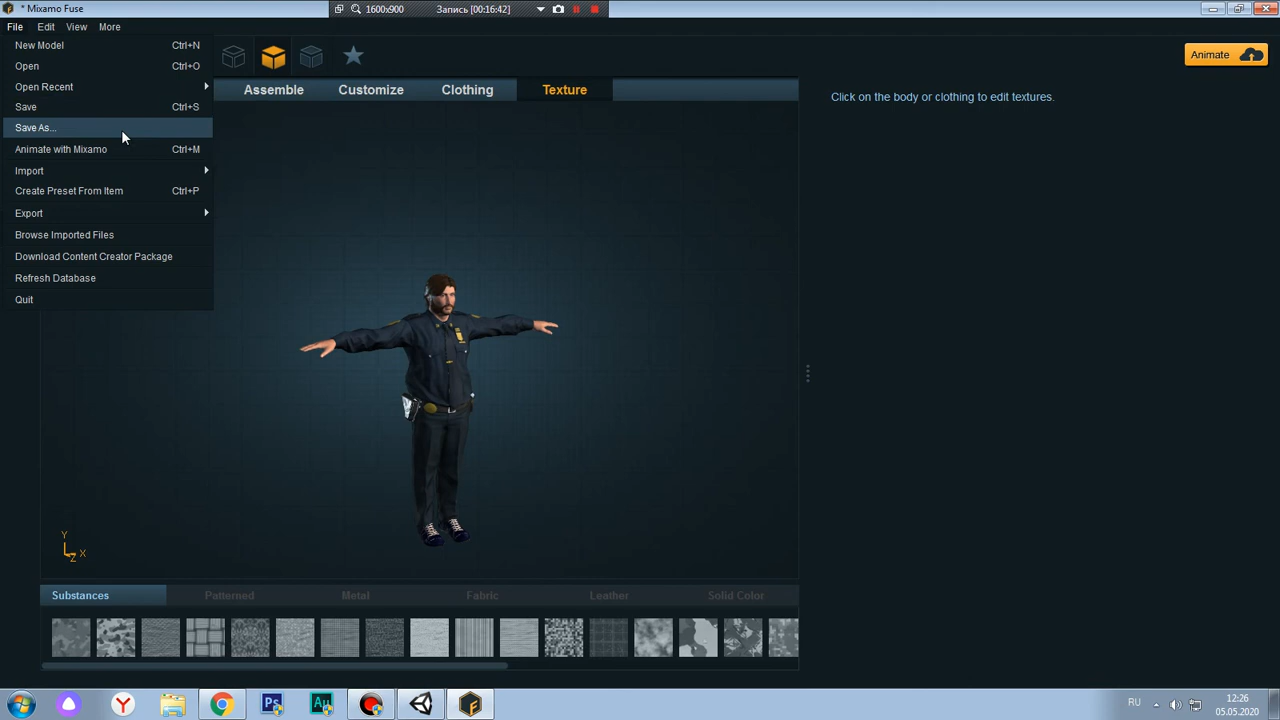 * Mixamo Fuse
1600x900
Запись [00:16:42]
File Edit View More
New Model Ctrl+N
Open Ctrl+O
Open Recent
Save Ctrl+S
Save As...
Animate with Mixamo Ctrl+M
Import
Create Preset From Item Ctrl+P
Export
Browse Imported Files
Download Content Creator Package
Refresh Database
Quit
Animate
Assemble Customize Clothing Texture
Click on the body or clothing to edit textures.
Y
Z X
Substances Patterned Metal Fabric Leather Solid Color
Y Ps Au F
RU
12:26
05.05.2020